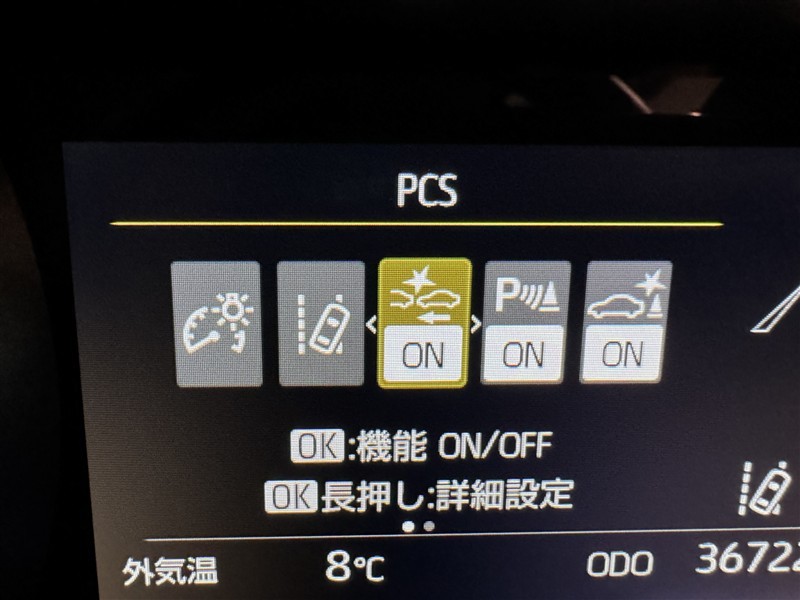 PCS
P
ON ON ON
OK:機能 ON/OFF
OK長押し:詳細設定
外気温 8℃ ODO 36722